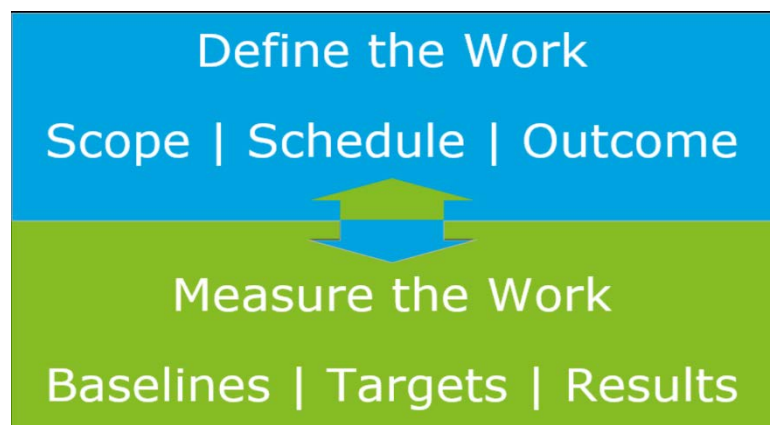 Define the Work
Scope | Schedule | Outcome
Measure the Work
Baselines | Targets | Results